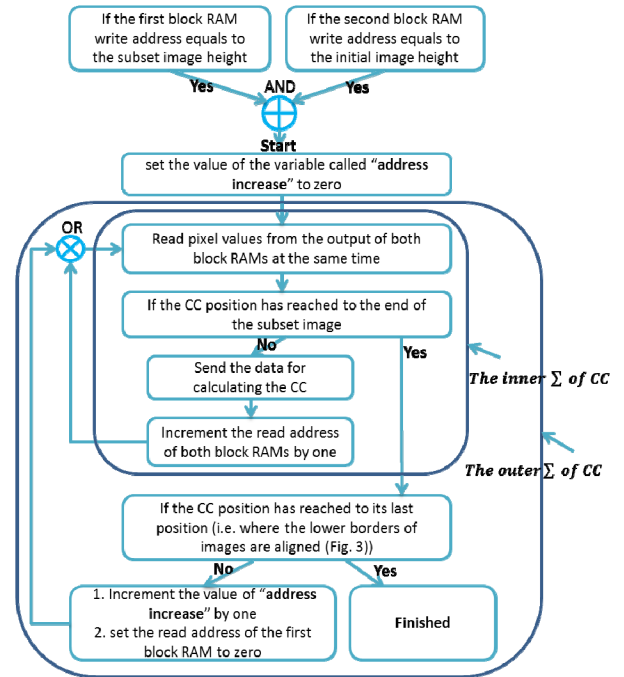 If the first block RAM
write address equals to
the subset image height
If the second block RAM
write address equals to
the initial image height
Yes
AND
Yes
Start
set the value of the variable called “address
increase” to zero
OR
Read pixel values from the output of both
block RAMs at the same time
If the CC position has reached to the end of
the subset image
No
Yes
Send the data for
calculating the CC
The inner ∑ of CC
Increment the read address
of both block RAMs by one
The outer ∑ of CC
If the CC position has reached to its last
position (i.e. where the lower borders of
images are aligned (Fig. 3))
No
Yes
1. Increment the value of “address
increase” by one
2. set the read address of the first
block RAM to zero
Finished